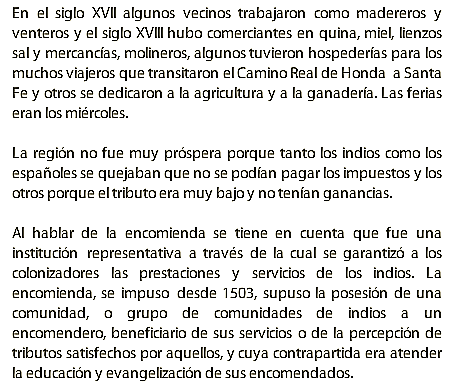 En el siglo XVII algunos vecinos trabajaron como madereros y
venteros y el siglo XVIII hubo comerciantes en quina, miel, lienzos
sal y mercancías, molineros, algunos tuvieron hospederías para los
muchos viajeros que transitaron el Camino Real de Honda a Santa
Fe y otros se dedicaron a la agricultura y a la ganadería. Las ferias
eran los miércoles.

La región no fue muy próspera porque tanto los indios como los
españoles se quejaban que no se podían pagar los impuestos y los
otros porque el tributo era muy bajo y no tenían ganancias.

Al hablar de la encomienda se tiene en cuenta que fue una
institución representativa a través de la cual se garantizó a los
colonizadores las prestaciones y servicios de los indios. La
encomienda, se impuso desde 1503, supuso la posesión de una
comunidad, o grupo de comunidades de indios a un
encomendero, beneficiario de sus servicios o de la percepción de
tributos satisfechos por aquellos, y cuya contrapartida era atender
la educación y evangelización de sus encomendados.